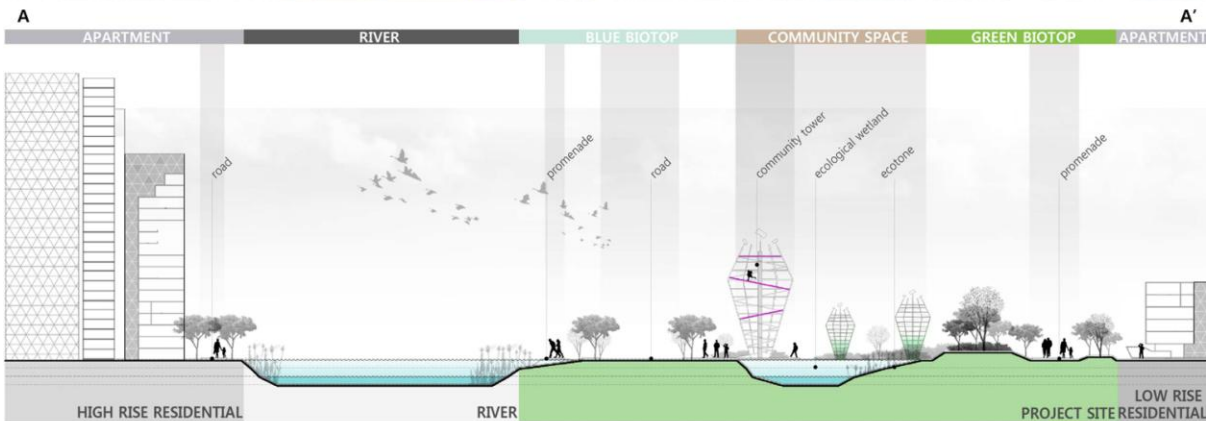 A
A'
APARTMENT
RIVER
BLUE BIOTOP
COMMUNITY SPACE
GREEN BIOTOP
APARTMENT
road
promenade
road
community tower
ecological wetland
ecotone
promenade
HIGH RISE RESIDENTIAL
RIVER
PROJECT SITE
LOW RISE
RESIDENTIAL